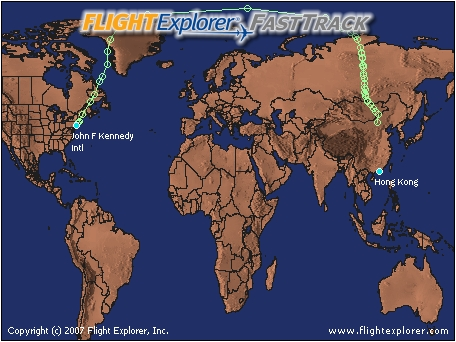 FLIGHTExplorer FASTTRACK
John F Kennedy
Intl
Hong Kong
Copyright (c) 2007 Flight Explorer, Inc.
www.flightexplorer.com